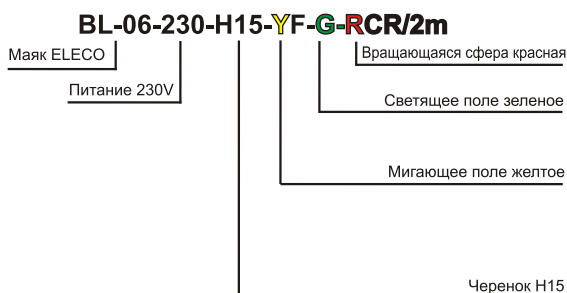 BL-06-230-H15-YF-G-RCR/2m
Маяк ELECO
Вращающаяся сфера красная
Питание 230V
Светящее поле зеленое
Мигающее поле желтое
Черенок H15